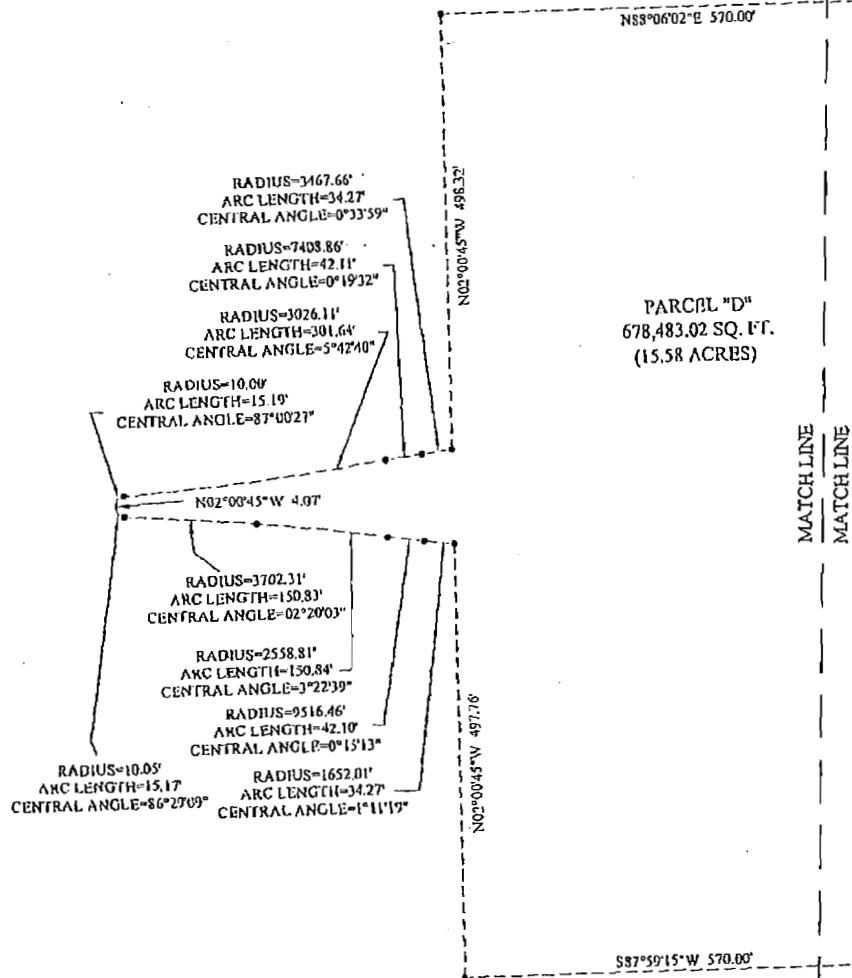 N88°06'02"E 570.00'
RADIUS=3467.66'
ARC LENGTH=34.27'
CENTRAL ANGLE=0°33'59"
N02°00'45"W 498.32'
RADIUS=7408.86'
ARC LENGTH=42.11'
CENTRAL ANGLE=0°19'32"
RADIUS=3026.11'
ARC LENGTH=301.64'
CENTRAL ANGLE=5°42'40"
PARCEL "D"
678,483.02 SQ. FT.
(15.58 ACRES)
RADIUS=10.00'
ARC LENGTH=15.19'
CENTRAL ANGLE=87°00'27"
MATCH LINE
MATCH LINE
N02°00'45"W 4.07'
RADIUS=3702.31'
ARC LENGTH=150.83'
CENTRAL ANGLE=02°20'03"
RADIUS=2558.81'
ARC LENGTH=150.84'
CENTRAL ANGLE=3°22'39"
RADIUS=9516.46'
ARC LENGTH=42.10'
CENTRAL ANGLE=0°15'13"
N02°00'45"W 497.76'
RADIUS=10.05'
ARC LENGTH=15.17'
CENTRAL ANGLE=86°29'09"
RADIUS=1652.01'
ARC LENGTH=34.27'
CENTRAL ANGLE=1°11'19"
S87°59'15"W 570.00'